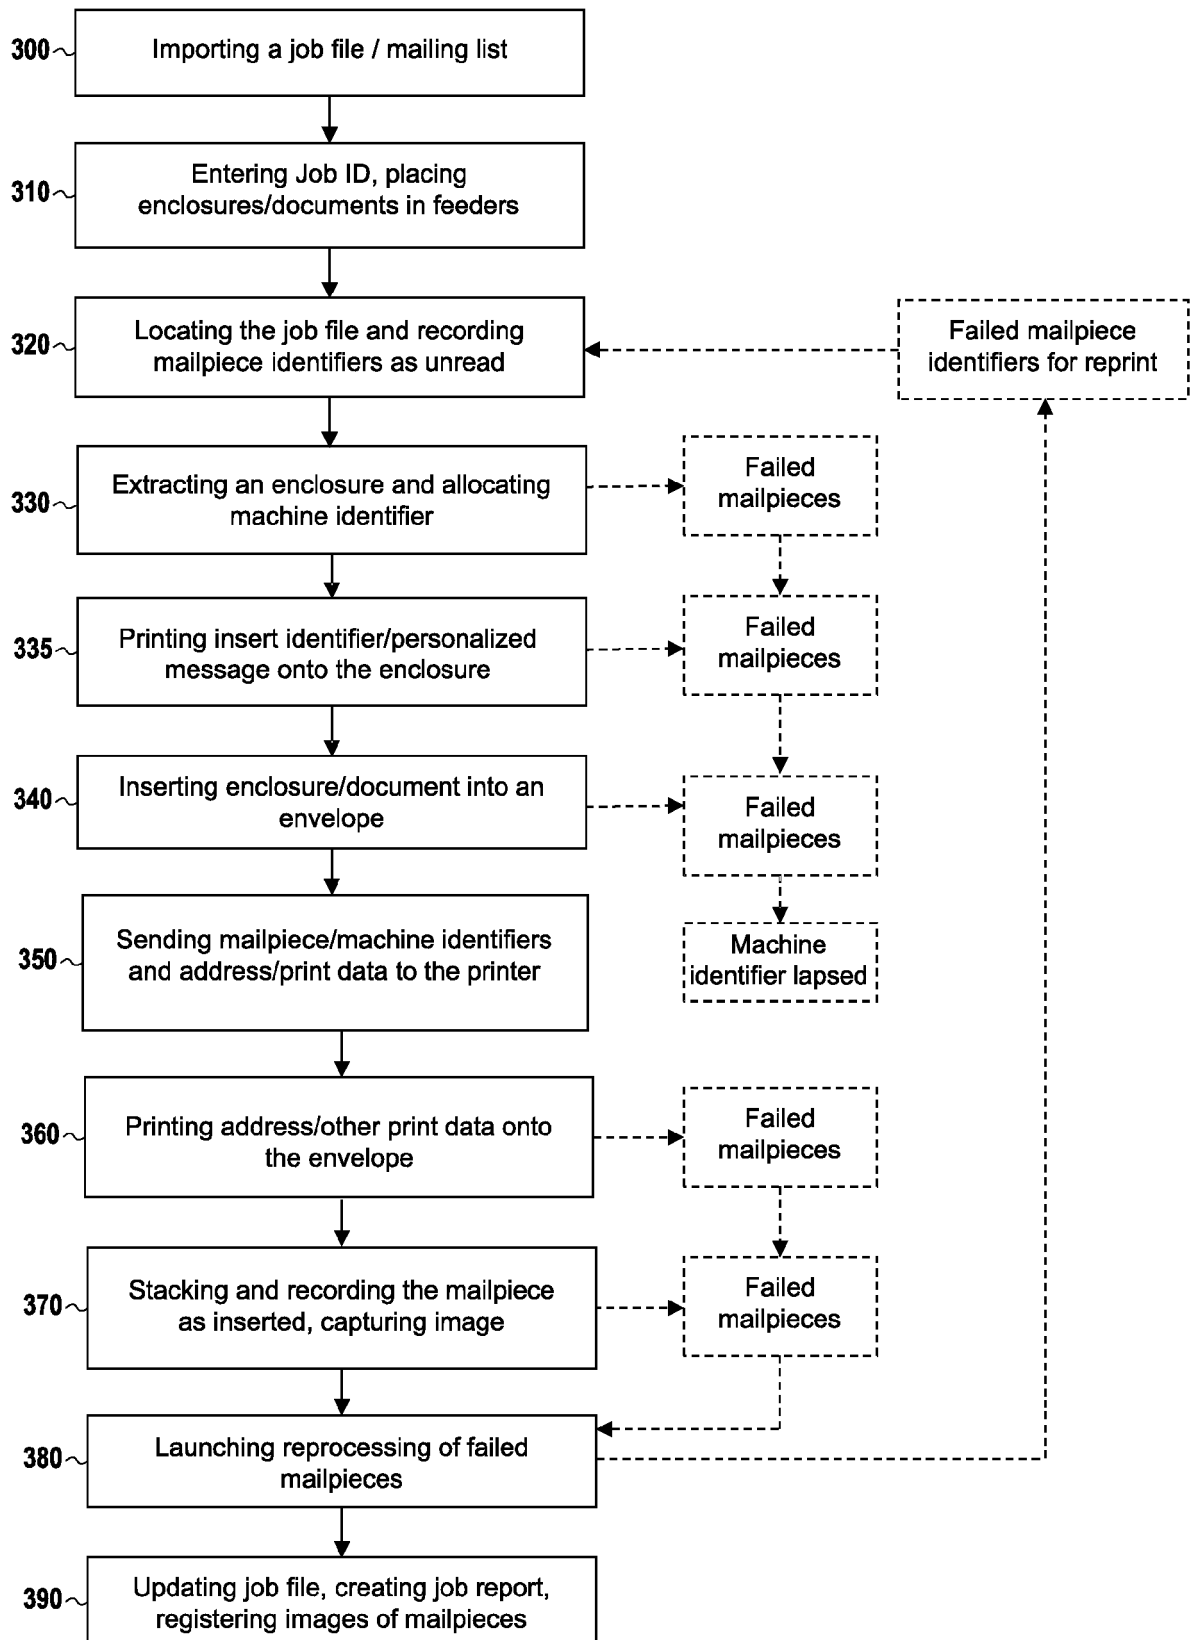 300
Importing a job file / mailing list
310
Entering Job ID, placing
enclosures/documents in feeders
320
Locating the job file and recording
mailpiece identifiers as unread
Failed mailpiece
identifiers for reprint
330
Extracting an enclosure and allocating
machine identifier
Failed
mailpieces
335
Printing insert identifier/personalized
message onto the enclosure
Failed
mailpieces
340
Inserting enclosure/document into an
envelope
Failed
mailpieces
350
Sending mailpiece/machine identifiers
and address/print data to the printer
Machine
identifier lapsed
360
Printing address/other print data onto
the envelope
Failed
mailpieces
370
Stacking and recording the mailpiece
as inserted, capturing image
Failed
mailpieces
380
Launching reprocessing of failed
mailpieces
390
Updating job file, creating job report,
registering images of mailpieces